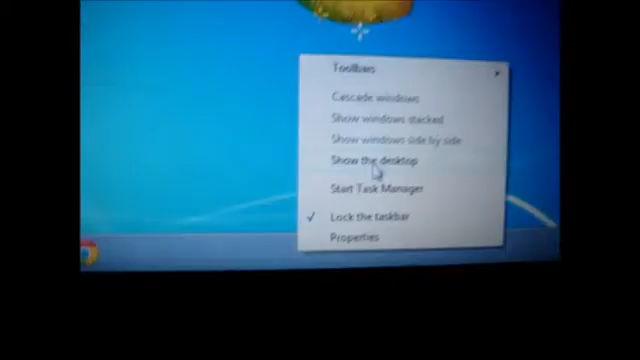 Toolbars
Cascade windows
Show windows stacked
Show windows side by side
Show the desktop
Start Task Manager
Lock the taskbar
Properties